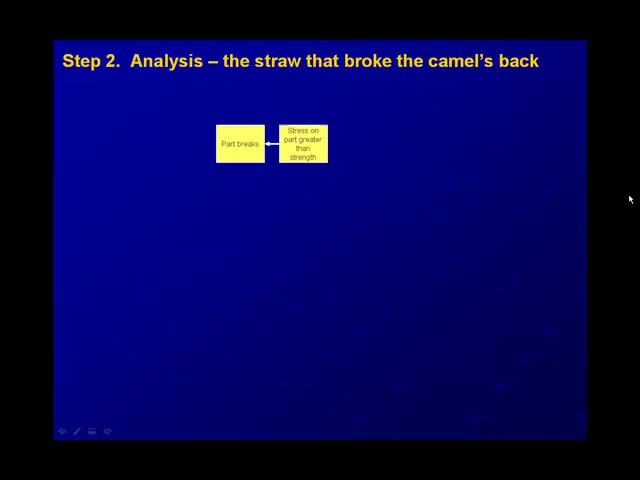 Step 2.  Analysis – the straw that broke the camel's back
Part breaks
Stress on
part greater
than
strength